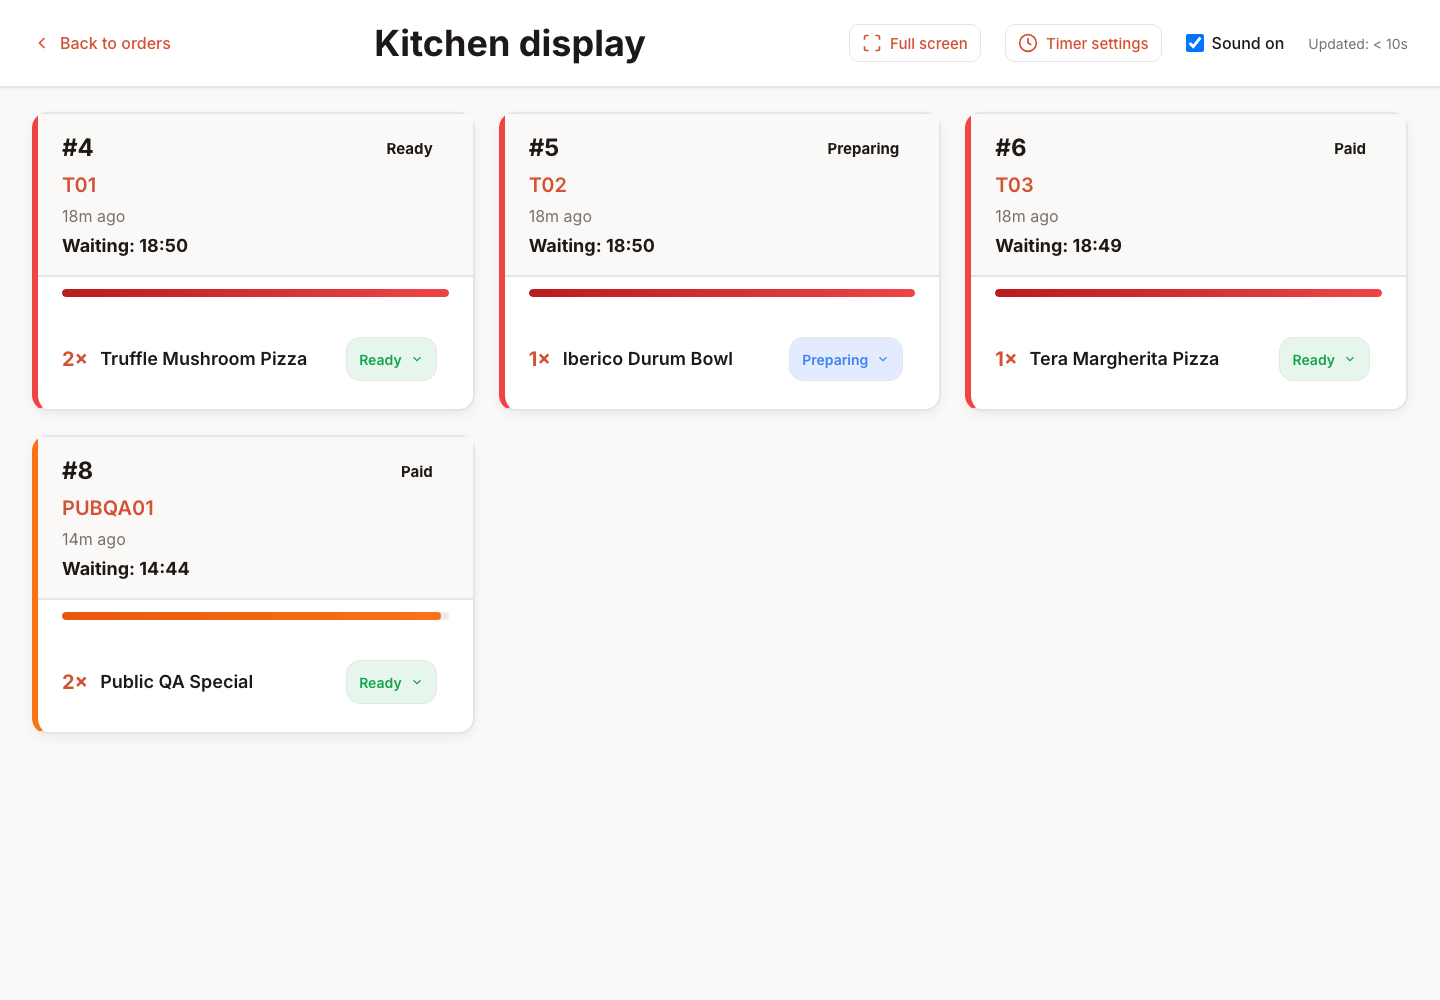 Back to orders
Kitchen display
Full screen
Timer settings
Sound on
Updated: < 10s
#4
Ready
T01
18m ago
Waiting: 18:50
2× Truffle Mushroom Pizza
Ready
#5
Preparing
T02
18m ago
Waiting: 18:50
1× Iberico Durum Bowl
Preparing
#6
Paid
T03
18m ago
Waiting: 18:49
1× Tera Margherita Pizza
Ready
#8
Paid
PUBQA01
14m ago
Waiting: 14:44
2× Public QA Special
Ready